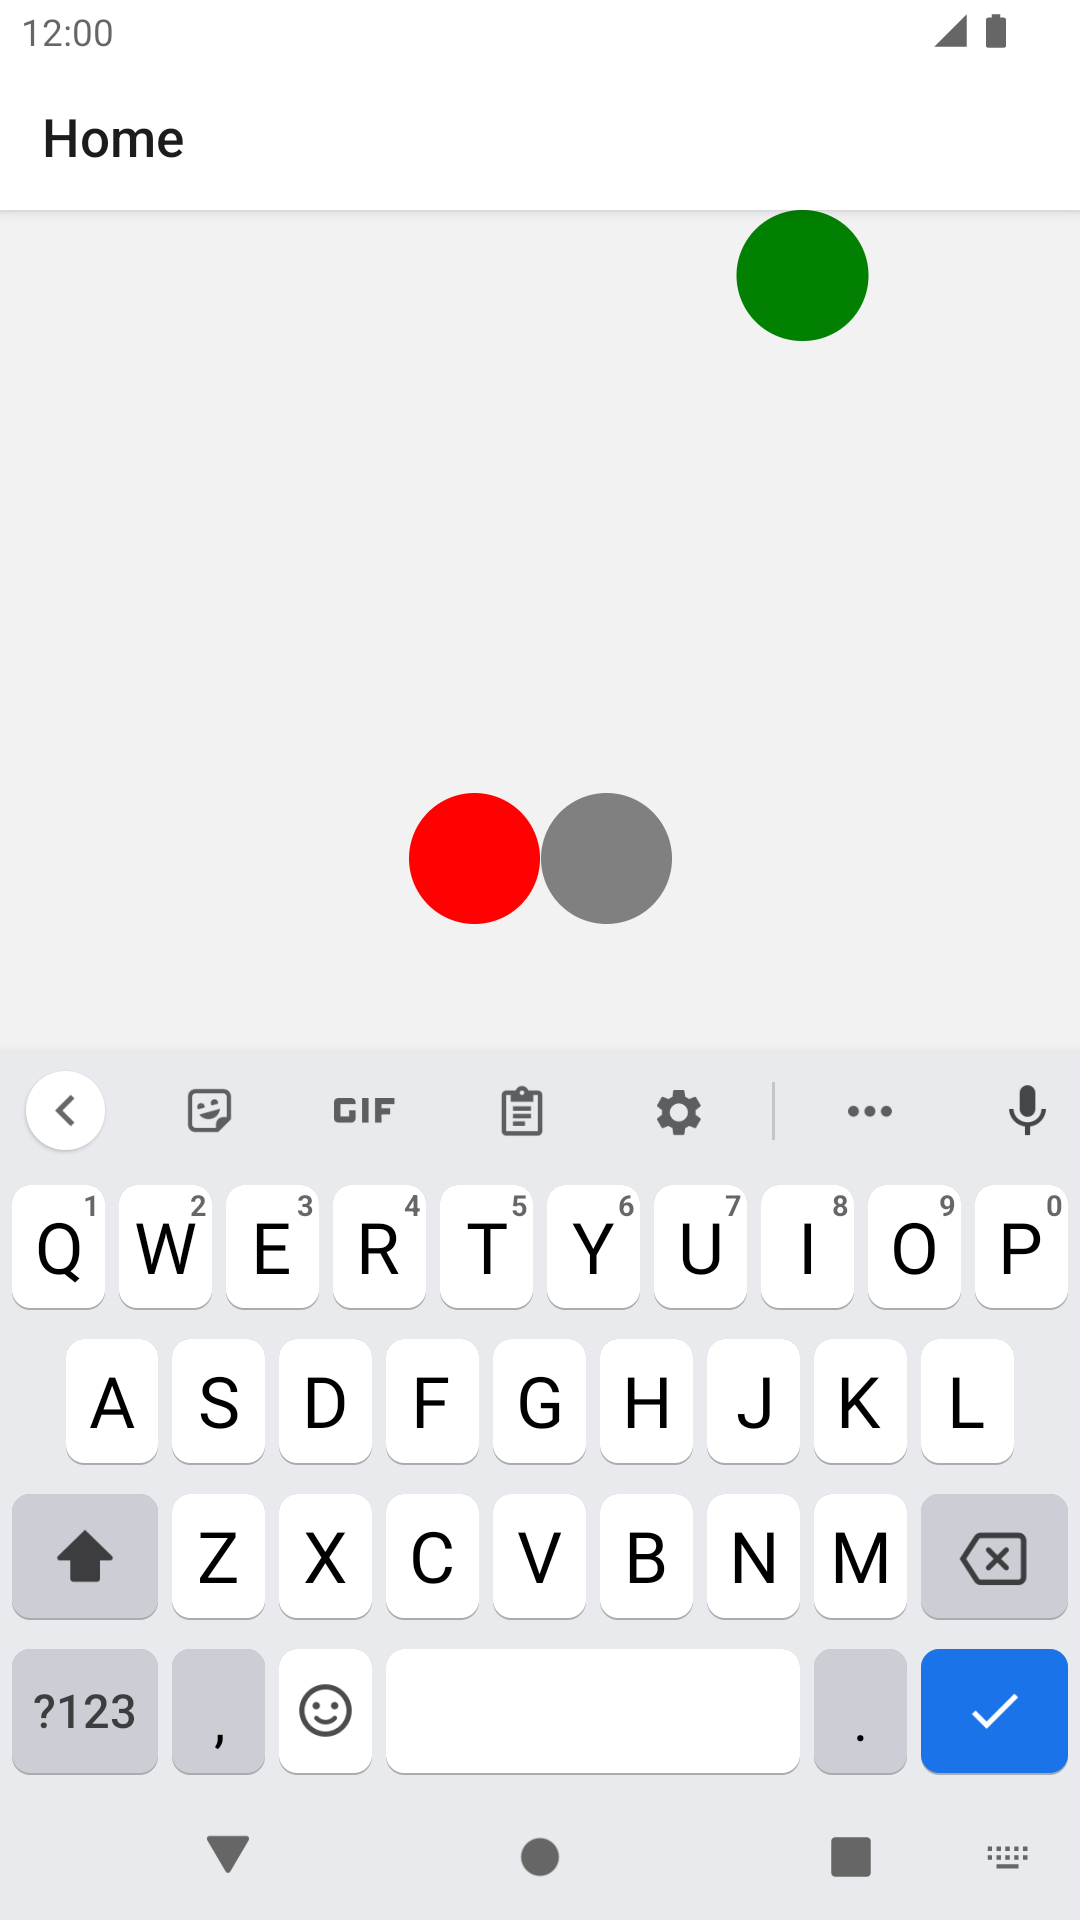 12:00
Home
GIF
1 2 3 4 5 6 7 8 9 0
Q W E R T Y U I O P
A S D F G H J K L
Z X C V B N M
?123 , .